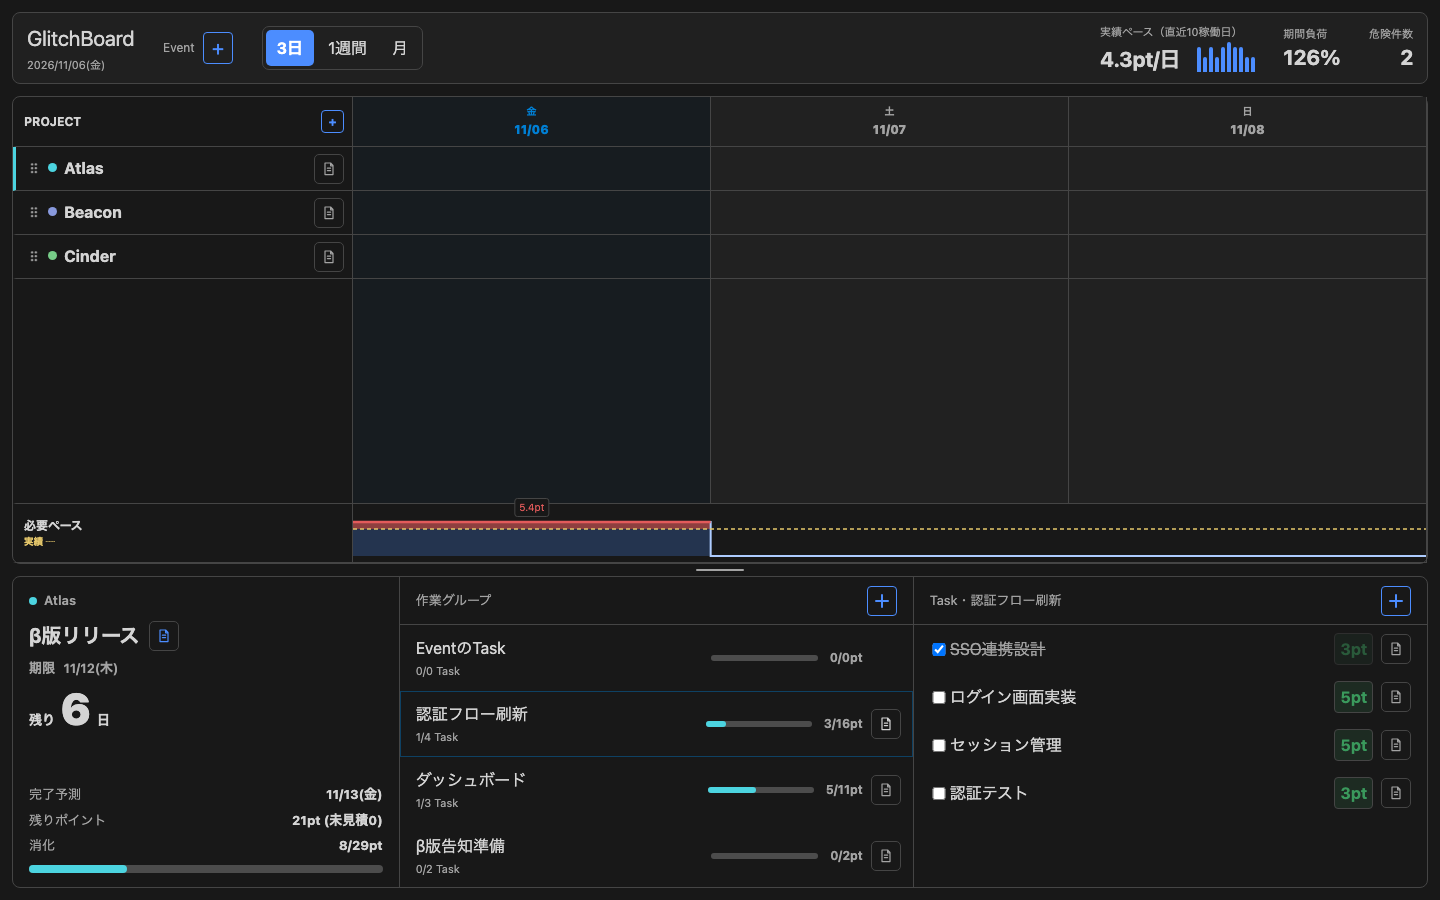 GlitchBoard
2026/11/06(金)
Event
+
3日
1週間
月
実績ペース（直近10稼働日）
4.3pt/日
期間負荷
126%
危険件数
2
PROJECT
+
金
11/06
土
11/07
日
11/08
Atlas
Beacon
Cinder
必要ペース
実績
5.4pt
Atlas
β版リリース
期限 11/12(木)
残り 6 日
完了予測 11/13(金)
残りポイント 21pt (未見積0)
消化 8/29pt
作業グループ
+
EventのTask
0/0 Task
0/0pt
認証フロー刷新
1/4 Task
3/16pt
ダッシュボード
1/3 Task
5/11pt
β版告知準備
0/2 Task
0/2pt
Task・認証フロー刷新
+
SSO連携設計 3pt
ログイン画面実装 5pt
セッション管理 5pt
認証テスト 3pt